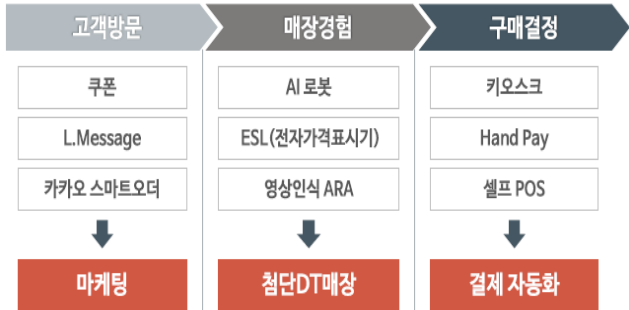 고객방문
매장경험
구매결정
쿠폰
AI 로봇
키오스크
L.Message
ESL(전자가격표시기)
Hand Pay
카카오 스마트오더
영상인식 ARA
셀프 POS
마케팅
첨단DT매장
결제 자동화